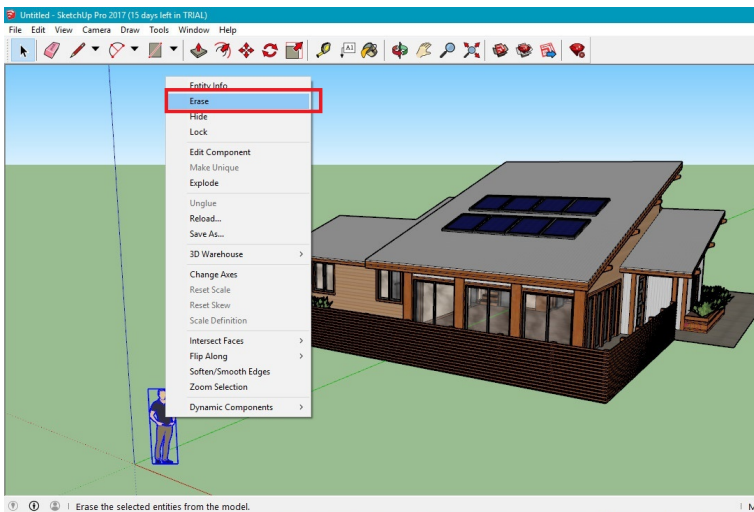 Untitled - SketchUp Pro 2017 (15 days left in TRIAL)
File Edit View Camera Draw Tools Window Help
A1
Entity Info
Erase
Hide
Lock
Edit Component
Make Unique
Explode
Unglue
Reload...
Save As...
3D Warehouse
Change Axes
Reset Scale
Reset Skew
Scale Definition
Intersect Faces
Flip Along
Soften/Smooth Edges
Zoom Selection
Dynamic Components
Erase the selected entities from the model.